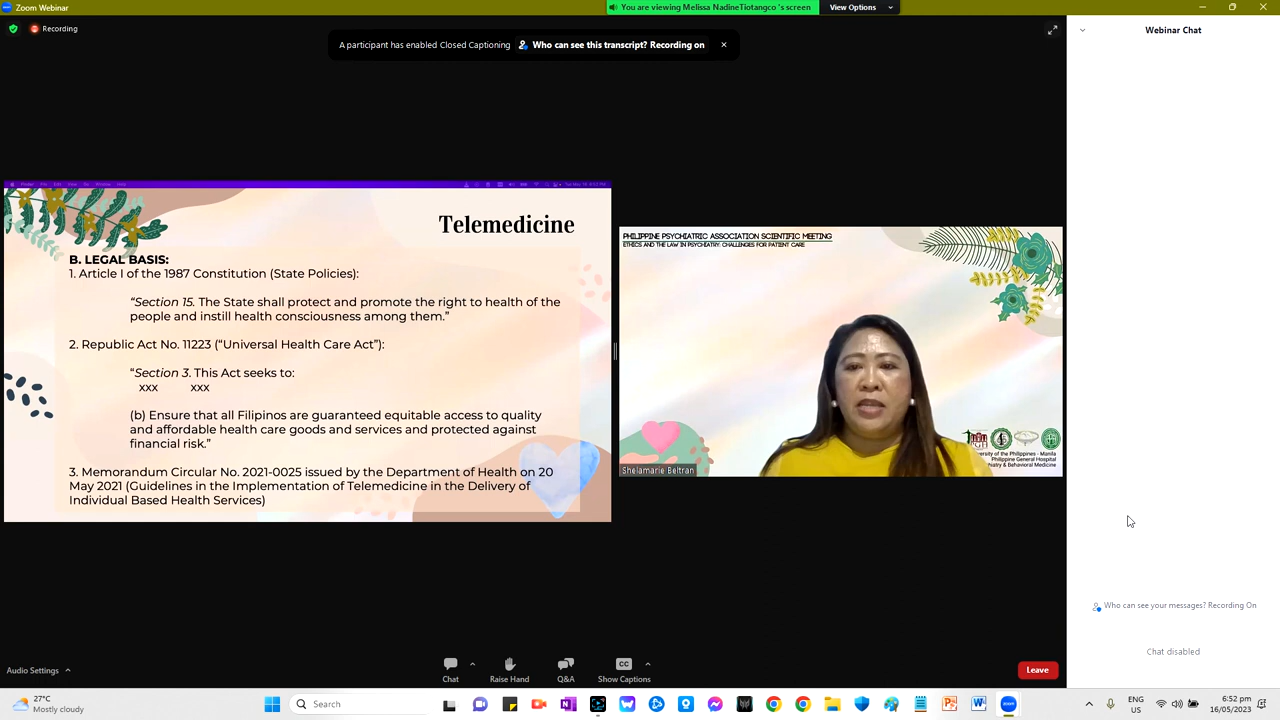 Zoom Webinar
You are viewing Melissa NadineTiotangco 's screen
View Options
Recording
A participant has enabled Closed Captioning
Who can see this transcript? Recording on
Webinar Chat
Telemedicine
B. LEGAL BASIS:
1. Article I of the 1987 Constitution (State Policies):
“Section 15. The State shall protect and promote the right to health of the
people and instill health consciousness among them.”
2. Republic Act No. 11223 (“Universal Health Care Act”):
“Section 3. This Act seeks to:
xxx xxx
(b) Ensure that all Filipinos are guaranteed equitable access to quality
and affordable health care goods and services and protected against
financial risk.”
3. Memorandum Circular No. 2021-0025 issued by the Department of Health on 20
May 2021 (Guidelines in the Implementation of Telemedicine in the Delivery of
Individual Based Health Services)
PHILIPPINE PSYCHIATRIC ASSOCIATION SCIENTIFIC MEETING
ETHICS AND THE LAW IN PSYCHIATRY: CHALLENGES FOR PATIENT CARE
of the Philippines - Manila
Philippine General Hospital
& Behavioral Medicine
Shelamarie Beltran
Who can see your messages? Recording On
Chat disabled
Audio Settings
Chat
Raise Hand
Q&A
CC
Show Captions
Leave
27°C
Mostly cloudy
Search
ENG
US
6:52 pm
16/05/2023